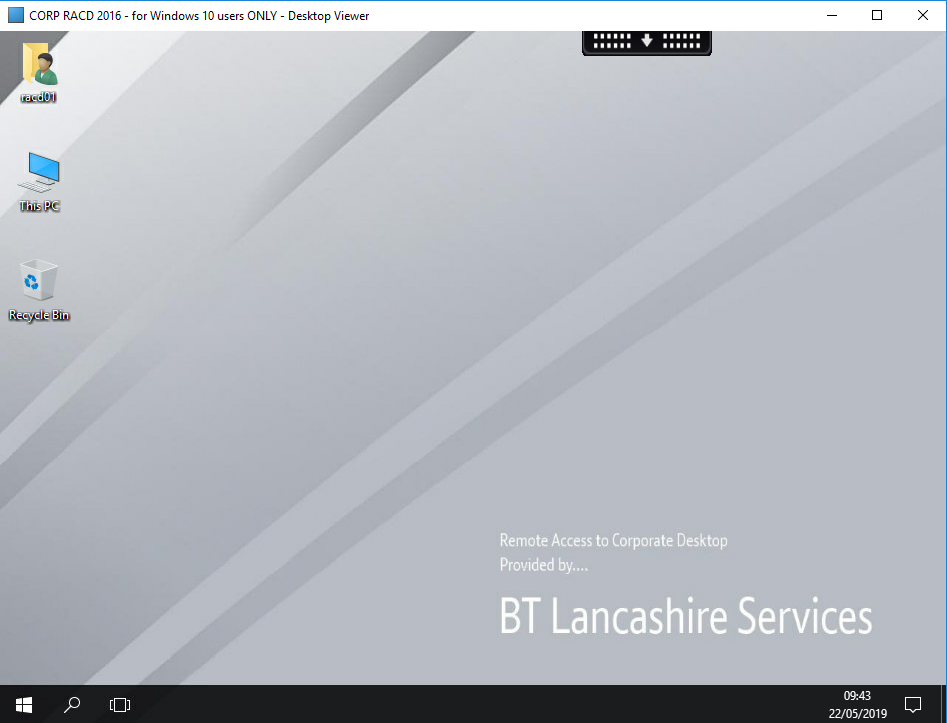 CORP RACD 2016 - for Windows 10 users ONLY - Desktop Viewer
racd01
This PC
Recycle Bin
Remote Access to Corporate Desktop
Provided by....
BT Lancashire Services
09:43
22/05/2019